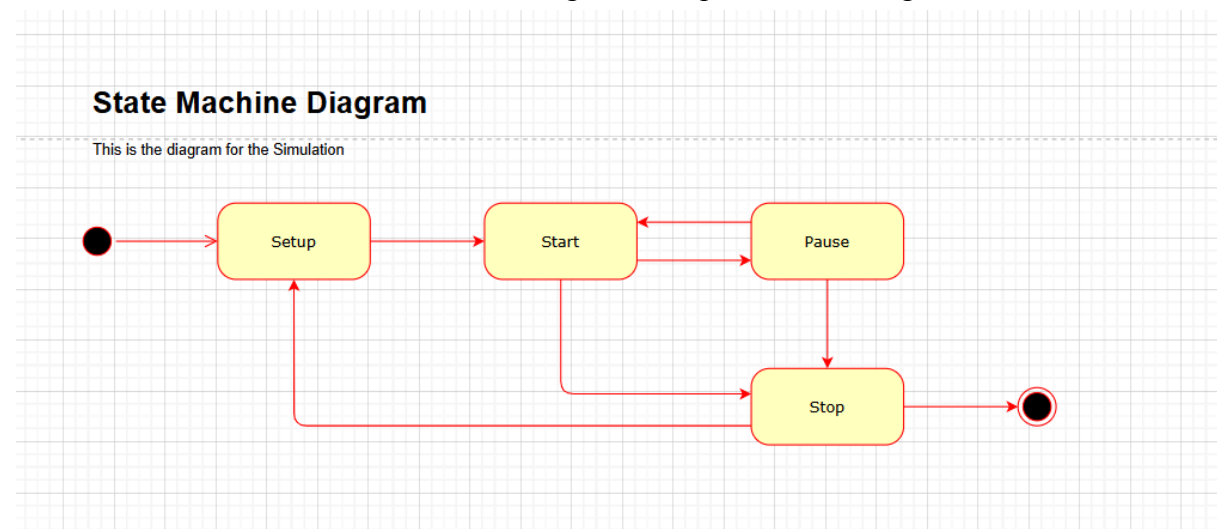 State Machine Diagram
This is the diagram for the Simulation
Setup
Start
Pause
Stop